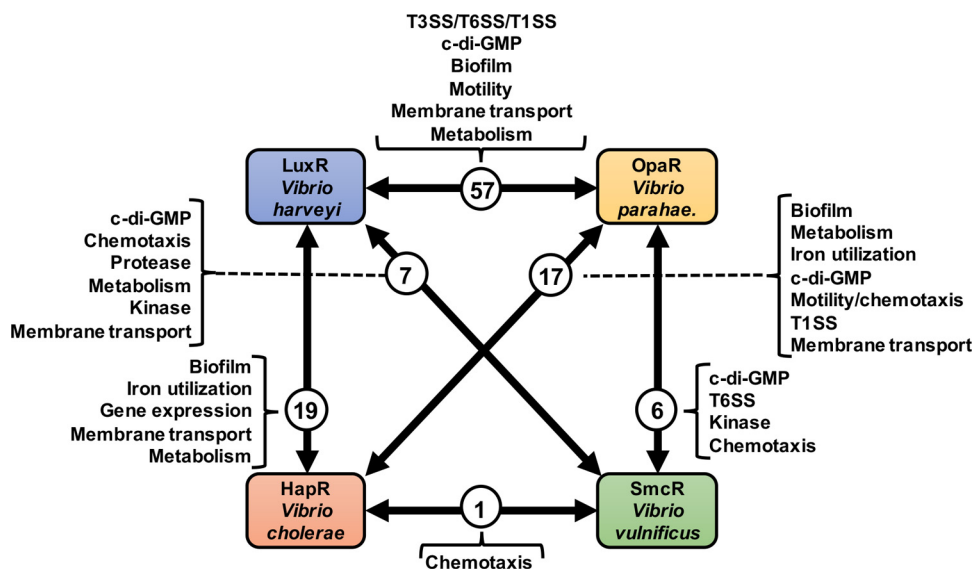 T3SS/T6SS/T1SS
c-di-GMP
Biofilm
Motility
Membrane transport
Metabolism
LuxR
Vibrio
harveyi
57
OpaR
Vibrio
parahae.
c-di-GMP
Chemotaxis
Protease
Metabolism
Kinase
Membrane transport
7
17
Biofilm
Metabolism
Iron utilization
c-di-GMP
Motility/chemotaxis
T1SS
Membrane transport
Biofilm
Iron utilization
Gene expression
Membrane transport
Metabolism
19
6
c-di-GMP
T6SS
Kinase
Chemotaxis
HapR
Vibrio
cholerae
1
SmcR
Vibrio
vulnificus
Chemotaxis